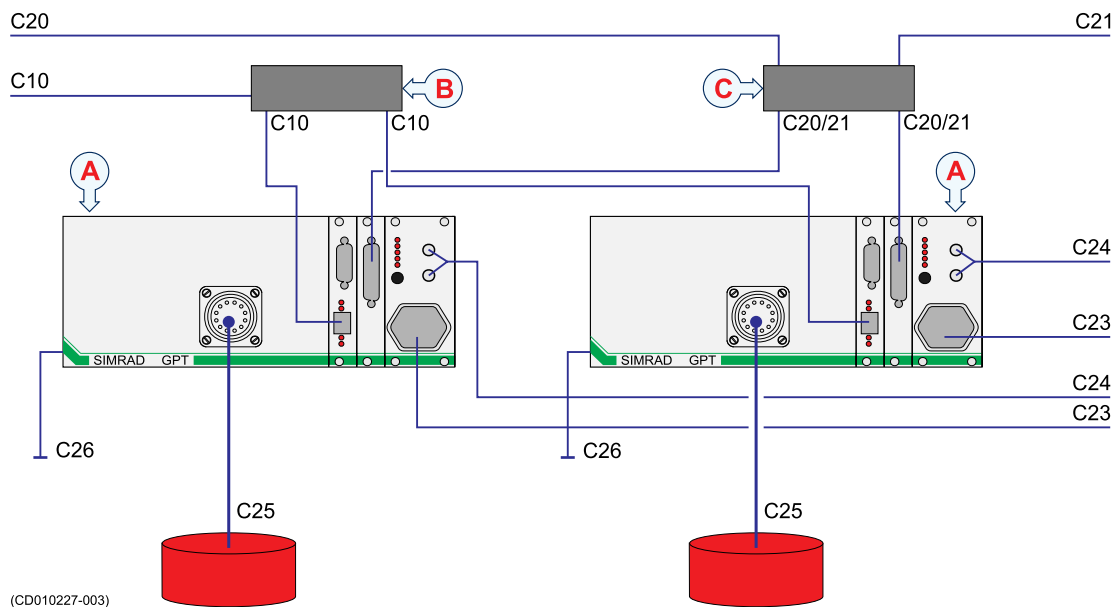 C20
C21
C10
B
C
C10
C10
C20/21
C20/21
A
A
C24
C23
SIMRAD GPT
SIMRAD GPT
C24
C23
C26
C26
C25
C25
(CD010227-003)